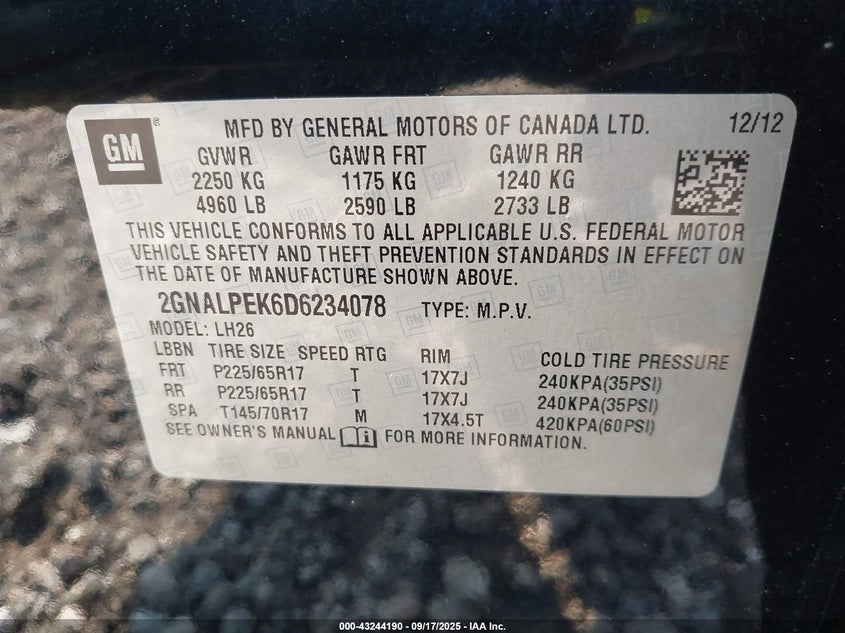 GM®
MFD BY GENERAL MOTORS OF CANADA LTD. 12/12
GVWR GAWR FRT GAWR RR
2250 KG 1175 KG 1240 KG
4960 LB 2590 LB 2733 LB
THIS VEHICLE CONFORMS TO ALL APPLICABLE U.S. FEDERAL MOTOR
VEHICLE SAFETY AND THEFT PREVENTION STANDARDS IN EFFECT ON
THE DATE OF MANUFACTURE SHOWN ABOVE.
2GNALPEK6D6234078 TYPE: M.P.V.
MODEL: LH26
LBBN TIRE SIZE SPEED RTG RIM COLD TIRE PRESSURE
FRT P225/65R17 T 17X7J 240KPA(35PSI)
RR P225/65R17 T 17X7J 240KPA(35PSI)
SPA T145/70R17 M 17X4.5T 420KPA(60PSI)
SEE OWNER'S MANUAL FOR MORE INFORMATION.
000-43244190 - 09/17/2025 - IAA Inc.